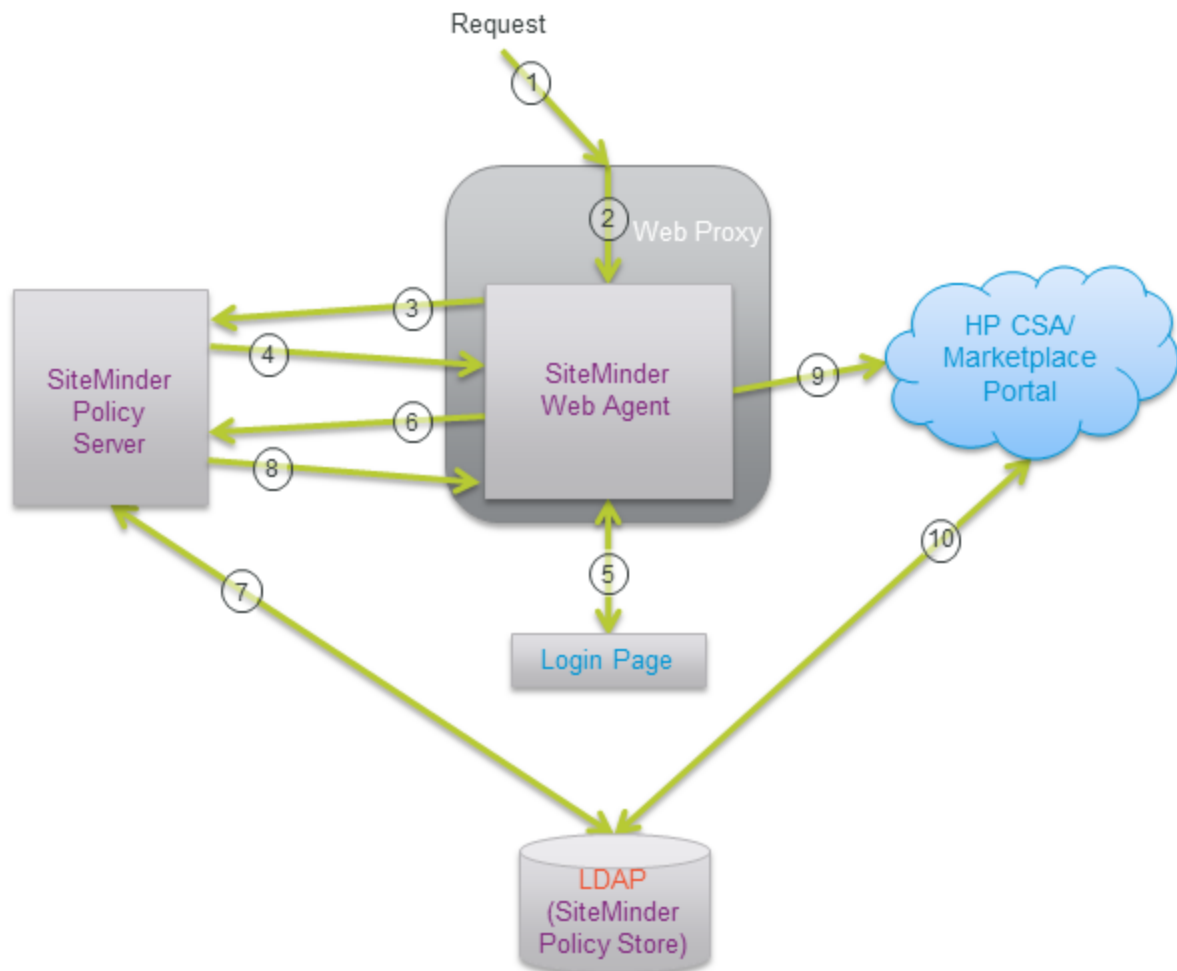 Request
1
2
Web Proxy
3
4
SiteMinder
Policy
Server
SiteMinder
Web Agent
HP CSA/
Marketplace
Portal
9
6
8
5
10
7
Login Page
LDAP
(SiteMinder
Policy Store)